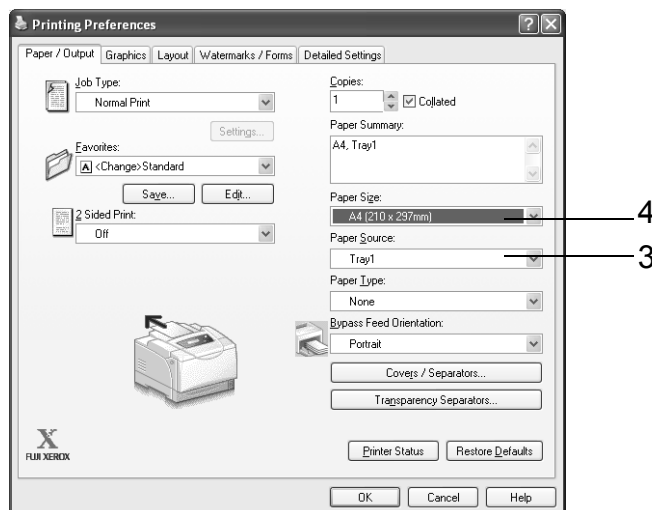 Printing Preferences
Paper / Output Graphics Layout Watermarks / Forms Detailed Settings
Job Type:
Normal Print
Settings...
Favorites:
A <Change>Standard
Save... Edit...
2 Sided Print:
Off
FUJI XEROX
Copies:
1 Collated
Paper Summary:
A4, Tray1
Paper Size:
A4 (210 x 297mm)
4
Paper Source:
Tray1
3
Paper Type:
None
Bypass Feed Orientation:
Portrait
Covers / Separators...
Transparency Separators...
Printer Status Restore Defaults
OK Cancel Help